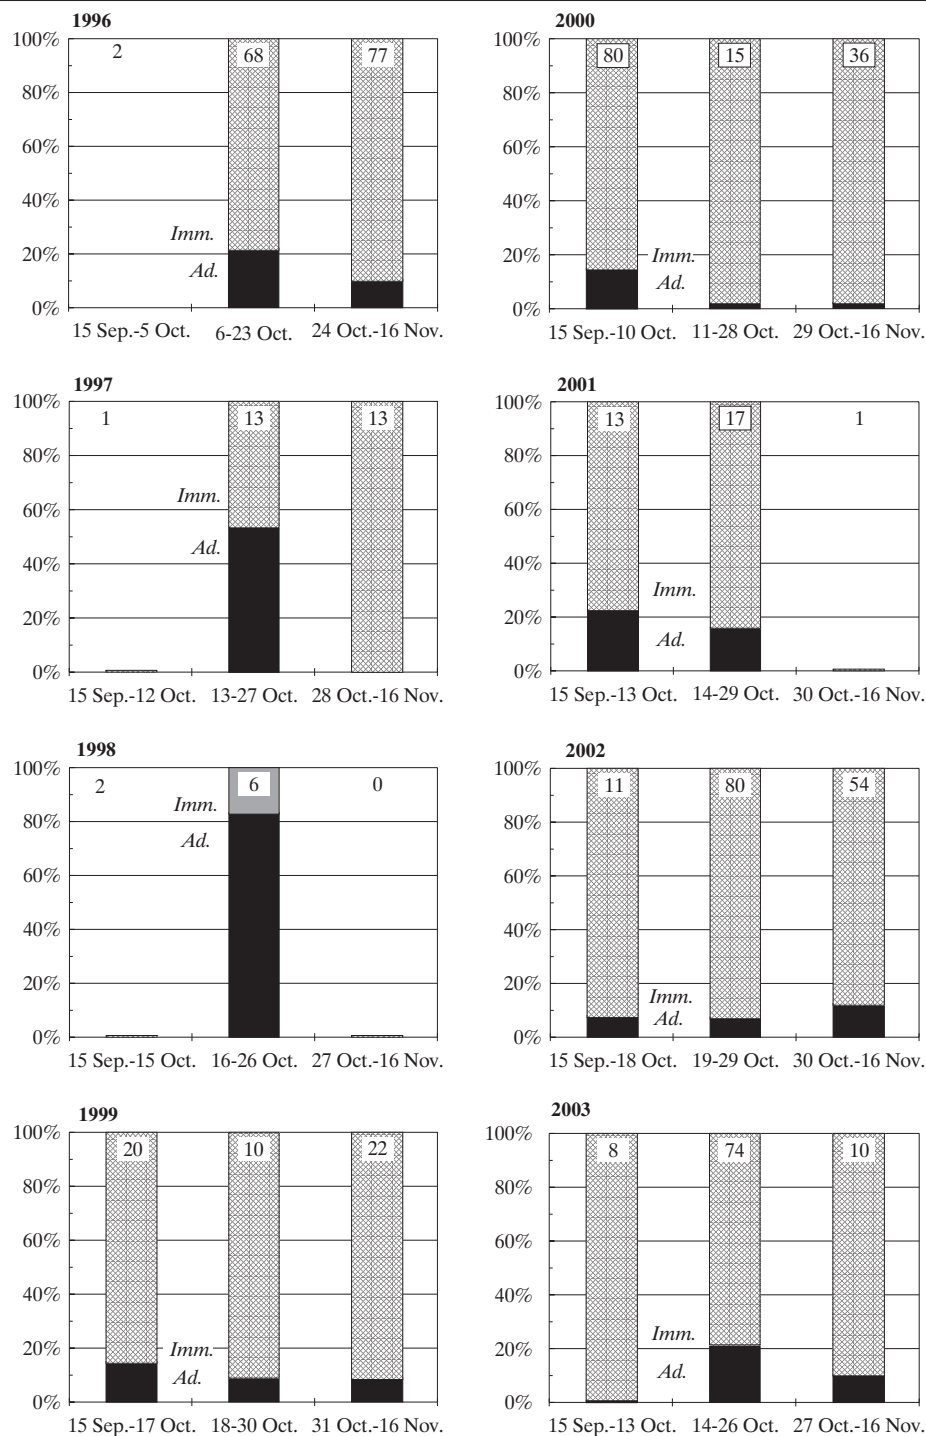 1996
100%
80%
60%
40%
20%
0%
2
68
77
Imm.
Ad.
15 Sep.-5 Oct.
6-23 Oct.
24 Oct.-16 Nov.
2000
100%
80%
60%
40%
20%
0%
80
15
36
Imm.
Ad.
15 Sep.-10 Oct.
11-28 Oct.
29 Oct.-16 Nov.
1997
100%
80%
60%
40%
20%
0%
1
13
13
Imm.
Ad.
15 Sep.-12 Oct.
13-27 Oct.
28 Oct.-16 Nov.
2001
100%
80%
60%
40%
20%
0%
13
17
1
Imm.
Ad.
15 Sep.-13 Oct.
14-29 Oct.
30 Oct.-16 Nov.
1998
100%
80%
60%
40%
20%
0%
2
6
0
Imm.
Ad.
15 Sep.-15 Oct.
16-26 Oct.
27 Oct.-16 Nov.
2002
100%
80%
60%
40%
20%
0%
11
80
54
Imm.
Ad.
15 Sep.-18 Oct.
19-29 Oct.
30 Oct.-16 Nov.
1999
100%
80%
60%
40%
20%
0%
20
10
22
Imm.
Ad.
15 Sep.-17 Oct.
18-30 Oct.
31 Oct.-16 Nov.
2003
100%
80%
60%
40%
20%
0%
8
74
10
Imm.
Ad.
15 Sep.-13 Oct.
14-26 Oct.
27 Oct.-16 Nov.